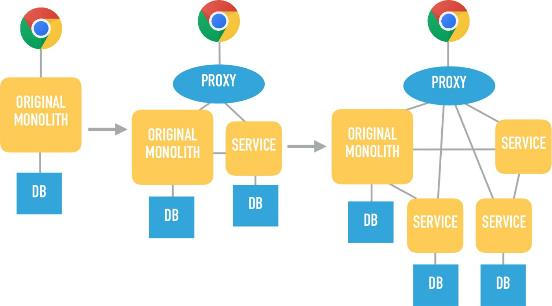 ORIGINAL
MONOLITH
DB
PROXY
ORIGINAL
MONOLITH
SERVICE
DB
DB
PROXY
ORIGINAL
MONOLITH
SERVICE
DB
SERVICE
SERVICE
DB
DB